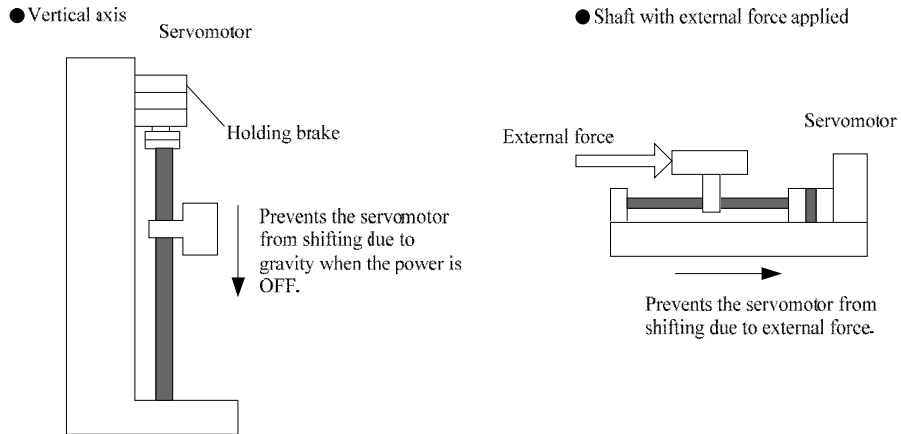 ● Vertical axis
Servomotor
Holding brake
Prevents the servomotor
from shifting due to
gravity when the power is
OFF.
● Shaft with external force applied
Servomotor
External force
Prevents the servomotor from
shifting due to external force.